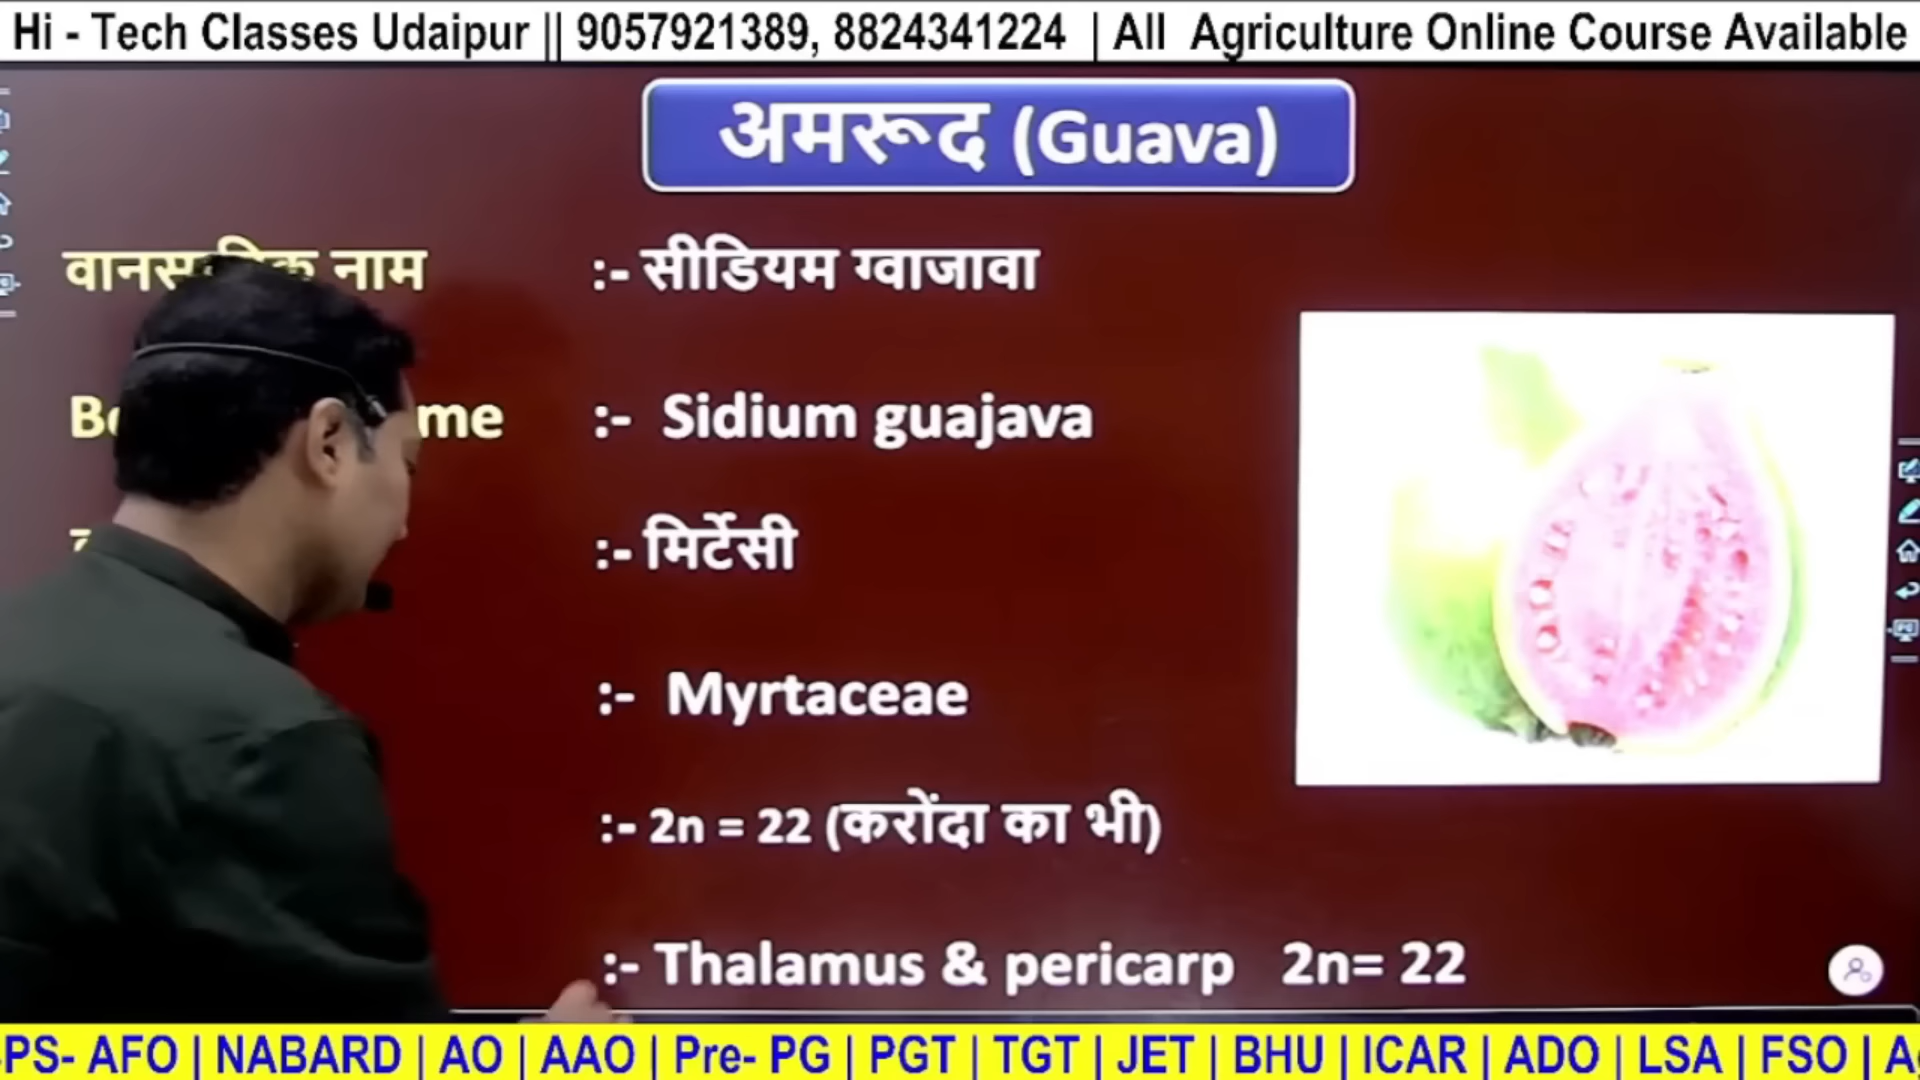 Hi - Tech Classes Udaipur || 9057921389, 8824341224 | All Agriculture Online Course Available
अमरूद (Guava)
नाम :- सीडियम ग्वाजावा
:- Sidium guajava
:- मिर्टेसी
:- Myrtaceae
:- 2n = 22 (करोंदा का भी)
:- Thalamus & pericarp 2n= 22
PS- AFO | NABARD | AO | AAO | Pre- PG | PGT | TGT | JET | BHU | ICAR | ADO | LSA | FSO |